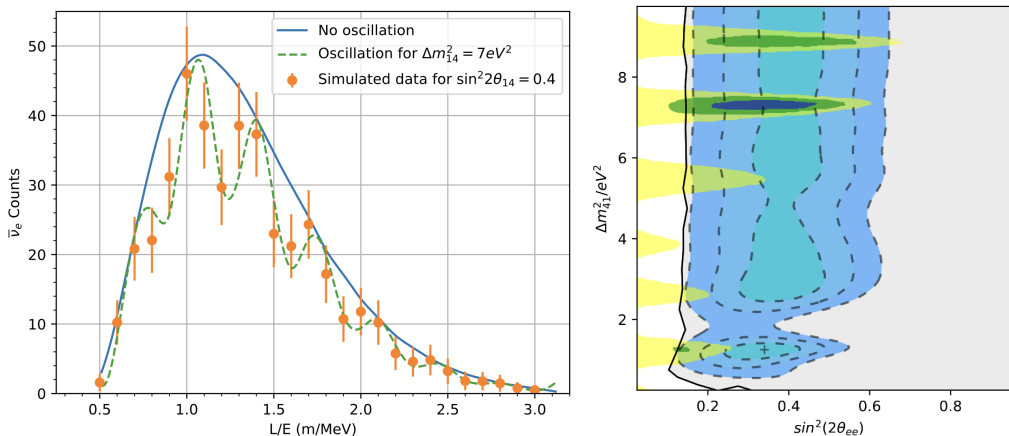 No oscillation
Oscillation for Δm²₁₄ = 7eV²
Simulated data for sin²2θ₁₄ = 0.4
50
40
30
20
10
0
ν̅ₑ Counts
0.5 1.0 1.5 2.0 2.5 3.0
L/E (m/MeV)
8
6
4
2
Δm²₄₁/eV²
0.2 0.4 0.6 0.8
sin²(2θₑₑ)